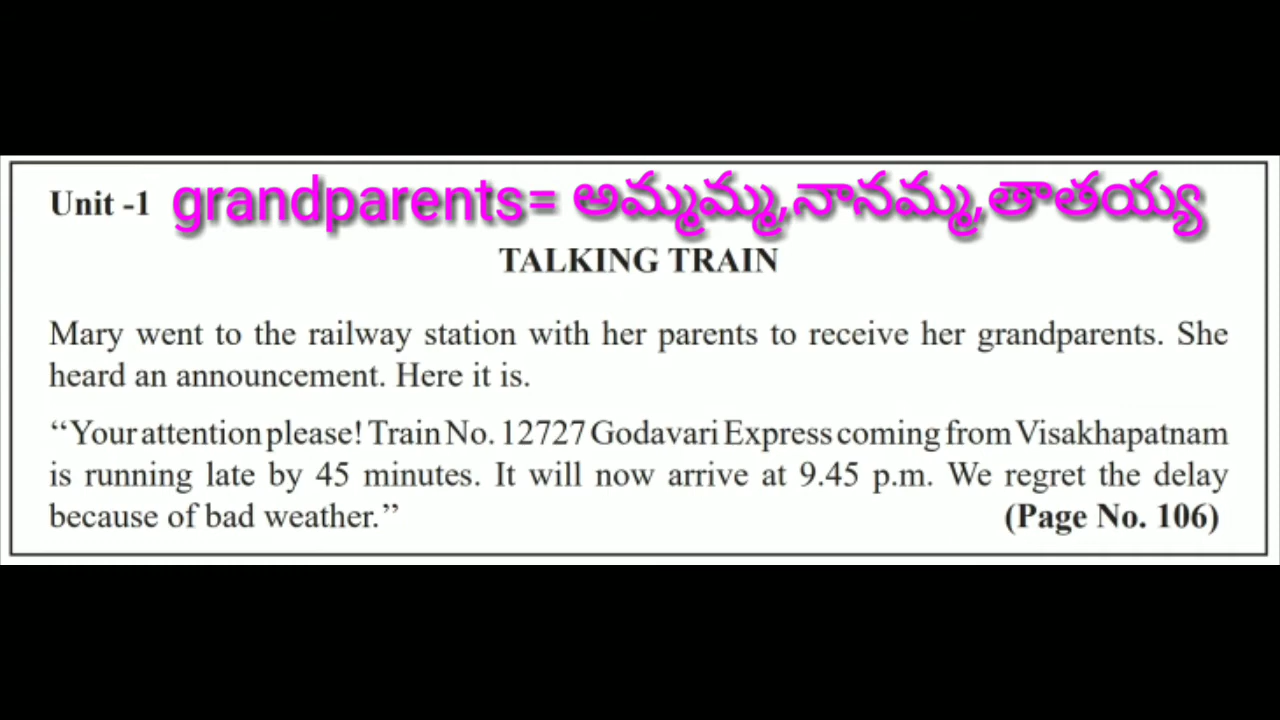 Unit -1 grandparents= అమ్మమ్మ,నానమ్మ,తాతయ్య
TALKING TRAIN
Mary went to the railway station with her parents to receive her grandparents. She
heard an announcement. Here it is.
‘‘Your attention please! Train No. 12727 Godavari Express coming from Visakhapatnam
is running late by 45 minutes. It will now arrive at 9.45 p.m. We regret the delay
because of bad weather.’’ (Page No. 106)